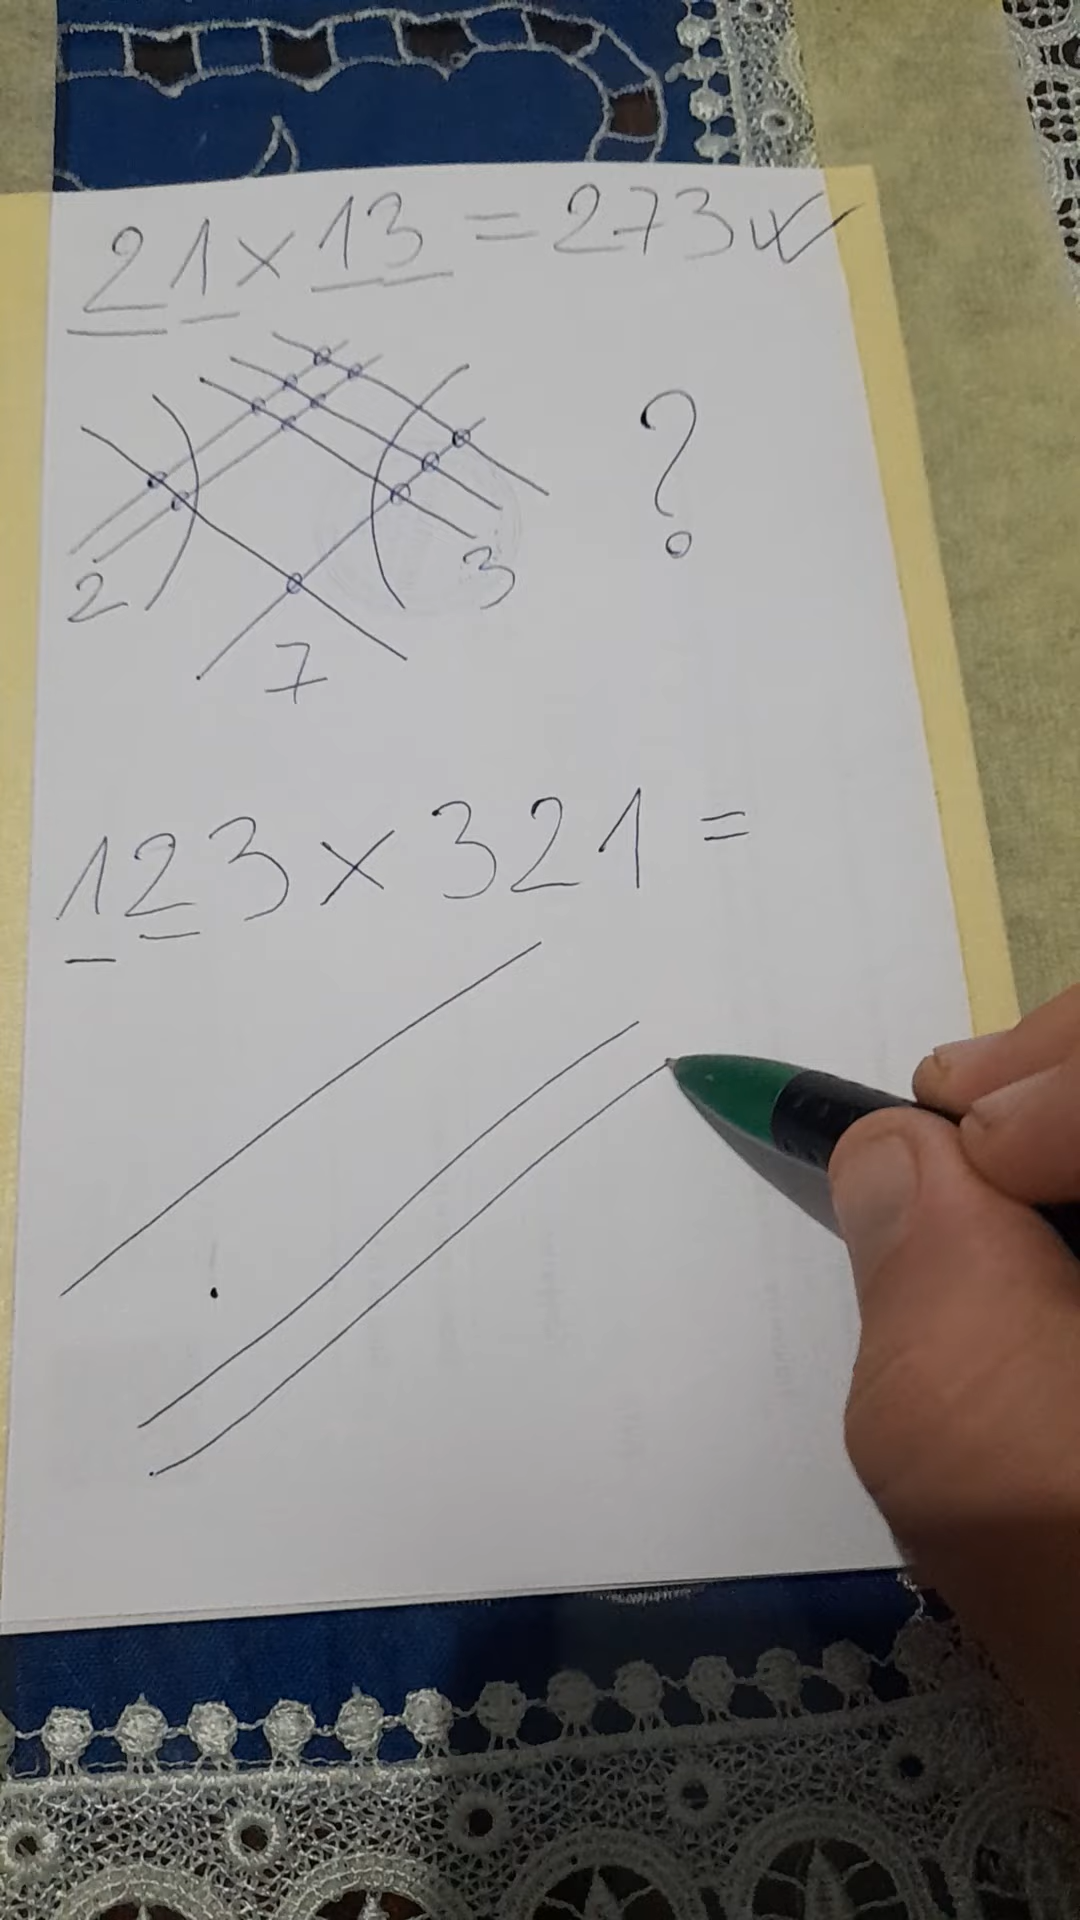 21 × 13 = 273
?
2 3
7
123 × 321 =